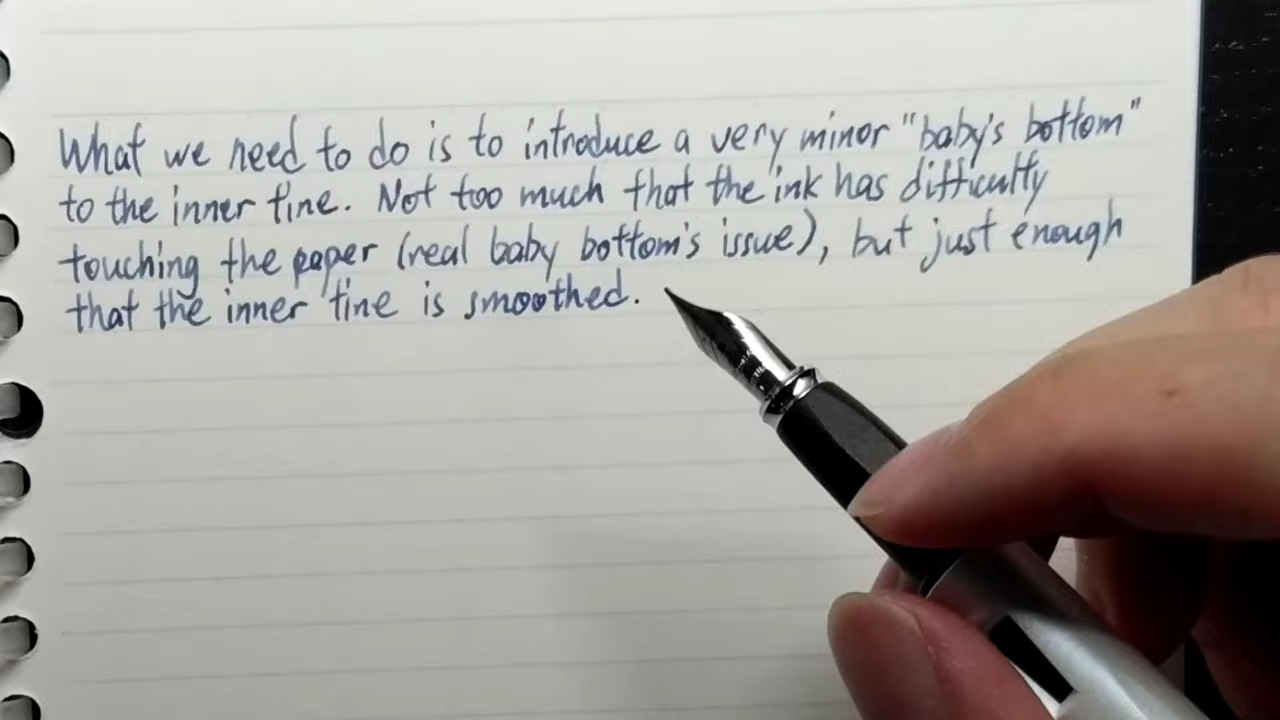 What we need to do is to introduce a very minor "baby's bottom"
to the inner tine. Not too much that the ink has difficulty
touching the paper (real baby bottom's issue), but just enough
that the inner tine is smoothed.